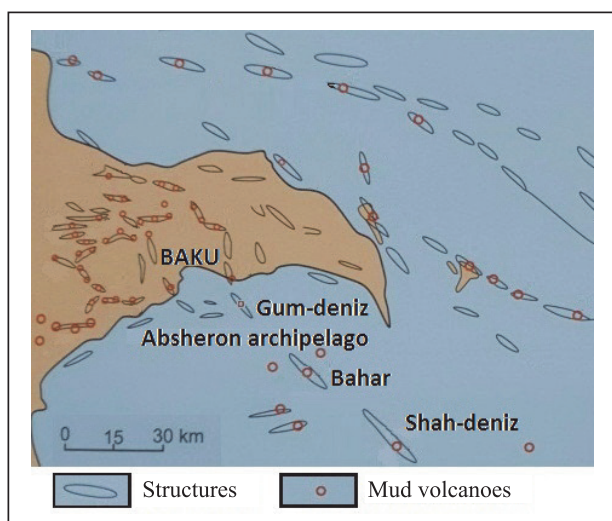 BAKU
Gum-deniz
Absheron archipelago
Bahar
Shah-deniz
0 15 30 km
Structures
Mud volcanoes